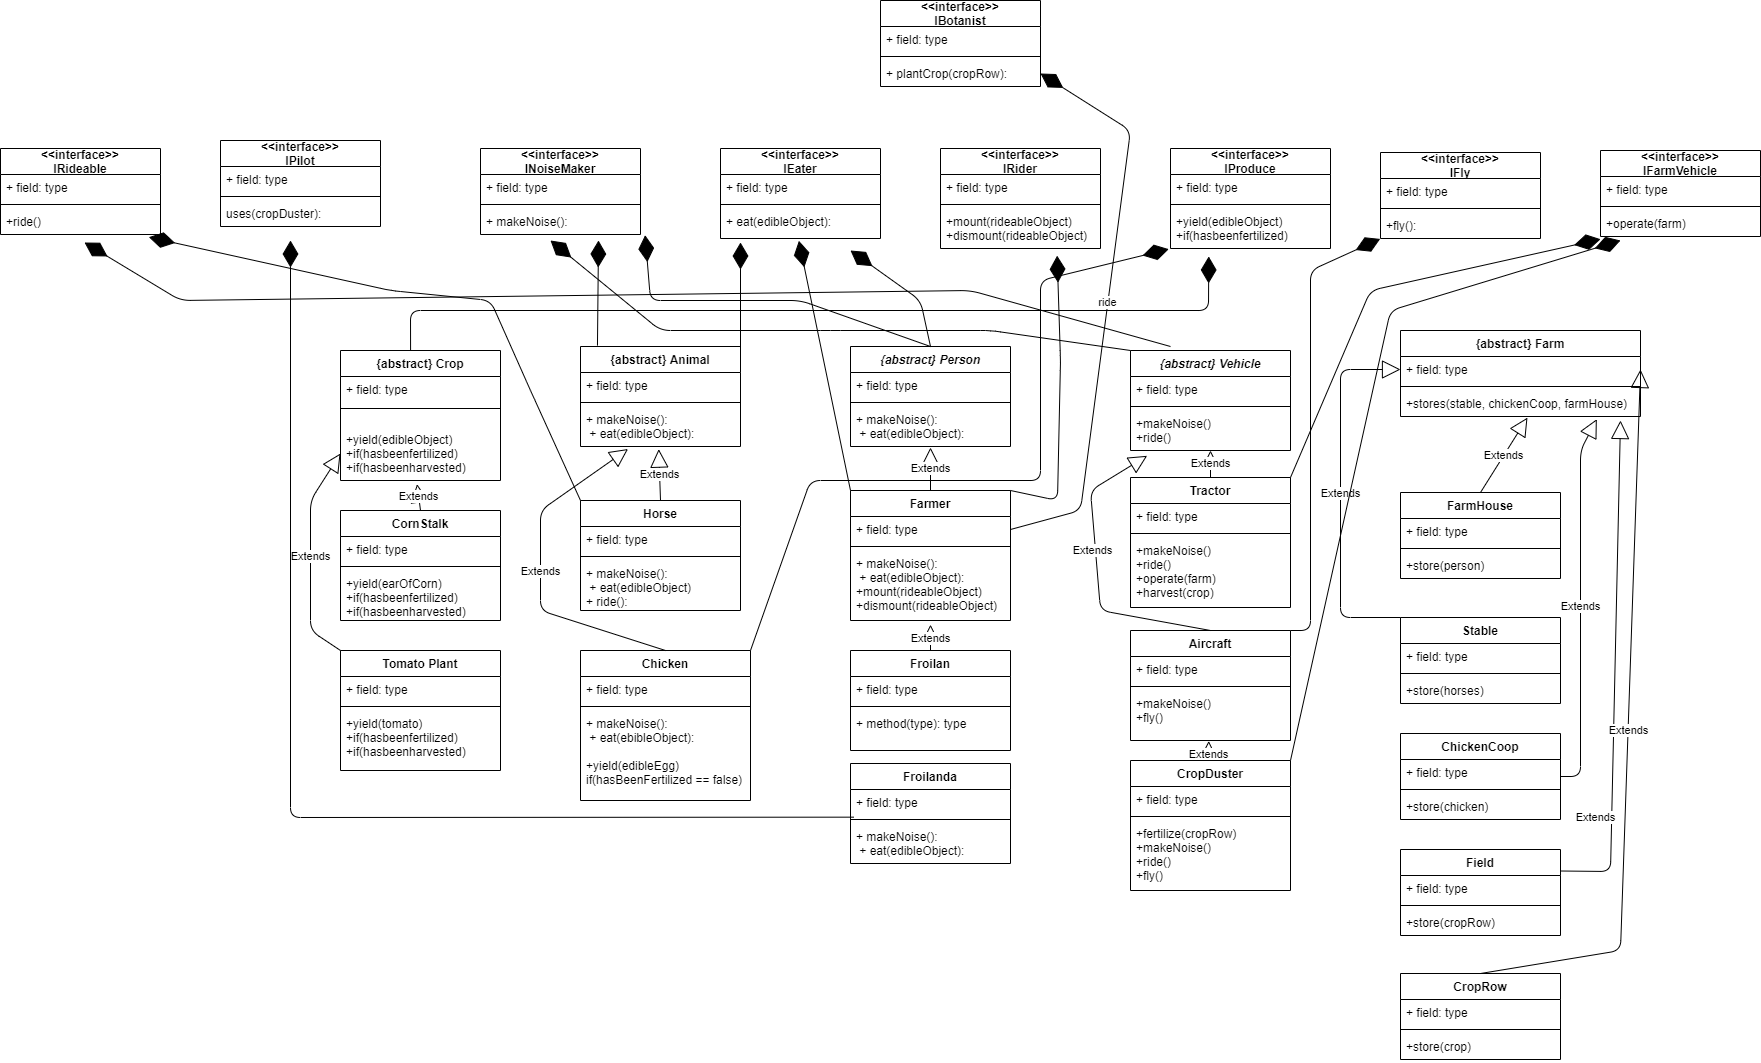 <<interface>>
IBotanist
+ field: type
+ plantCrop(cropRow):
<<interface>>
IRideable
+ field: type
+ride()
<<interface>>
IPilot
+ field: type
uses(cropDuster):
<<interface>>
INoiseMaker
+ field: type
+ makeNoise():
<<interface>>
IEater
+ field: type
+ eat(edibleObject):
<<interface>>
IRider
+ field: type
+mount(rideableObject)
+dismount(rideableObject)
<<interface>>
IProduce
+ field: type
+yield(edibleObject)
+if(hasbeenfertilized)
<<interface>>
IFly
+ field: type
+fly():
<<interface>>
IFarmVehicle
+ field: type
+operate(farm)
ride
{abstract} Crop
+ field: type
+yield(edibleObject)
+if(hasbeenfertilized)
+if(hasbeenharvested)
{abstract} Animal
+ field: type
+ makeNoise():
+ eat(edibleObject):
{abstract} Person
+ field: type
+ makeNoise():
+ eat(edibleObject):
{abstract} Vehicle
+ field: type
+makeNoise()
+ride()
{abstract} Farm
+ field: type
+stores(stable, chickenCoop, farmHouse)
Extends
Extends
Extends
Extends
Extends
Extends
CornStalk
+ field: type
+yield(earOfCorn)
+if(hasbeenfertilized)
+if(hasbeenharvested)
Horse
+ field: type
+ makeNoise():
+ eat(edibleObject)
+ ride():
Farmer
+ field: type
+ makeNoise():
+ eat(edibleObject):
+mount(rideableObject)
+dismount(rideableObject)
Tractor
+ field: type
+makeNoise()
+ride()
+operate(farm)
+harvest(crop)
FarmHouse
+ field: type
+store(person)
Extends
Extends
Extends
Extends
Extends
Tomato Plant
+ field: type
+yield(tomato)
+if(hasbeenfertilized)
+if(hasbeenharvested)
Chicken
+ field: type
+ makeNoise():
+ eat(ebibleObject):
+yield(edibleEgg)
if(hasBeenFertilized == false)
Froilan
+ field: type
+ method(type): type
Aircraft
+ field: type
+makeNoise()
+fly()
Stable
+ field: type
+store(horses)
Extends
Extends
Froilanda
+ field: type
+ makeNoise():
+ eat(edibleObject):
CropDuster
+ field: type
+fertilize(cropRow)
+makeNoise()
+ride()
+fly()
ChickenCoop
+ field: type
+store(chicken)
Extends
Field
+ field: type
+store(cropRow)
CropRow
+ field: type
+store(crop)